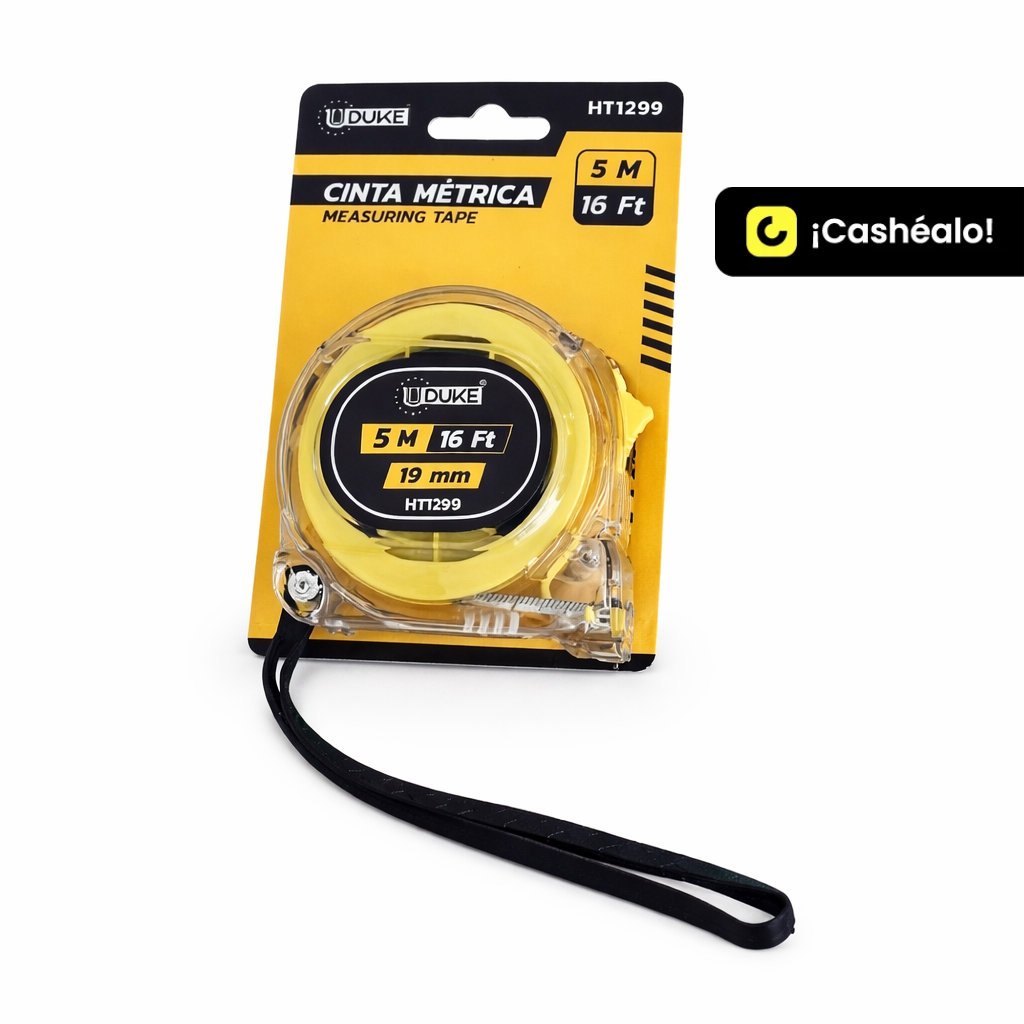 DUKE
HT1299
CINTA MÉTRICA
MEASURING TAPE
5 M
16 Ft
¡Cashéalo!
DUKE
5 M 16 Ft
19 mm
HT1299